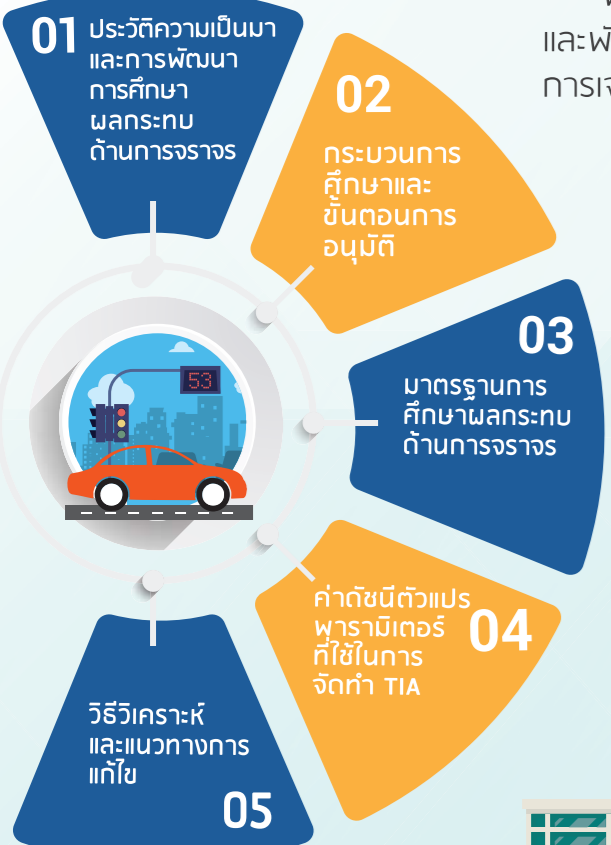 01
ประวัติความเป็นมา
และการพัฒนา
การศึกษา
ผลกระทบ
ด้านการจราจร
02
กระบวนการ
ศึกษาและ
ขั้นตอนการ
อนุมัติ
03
มาตรฐานการ
ศึกษาผลกระทบ
ด้านการจราจร
04
ค่าดัชนีตัวแปร
พารามิเตอร์
ที่ใช้ในการ
จัดทำ TIA
วิธีวิเคราะห์
และแนวทางการ
แก้ไข
05
53